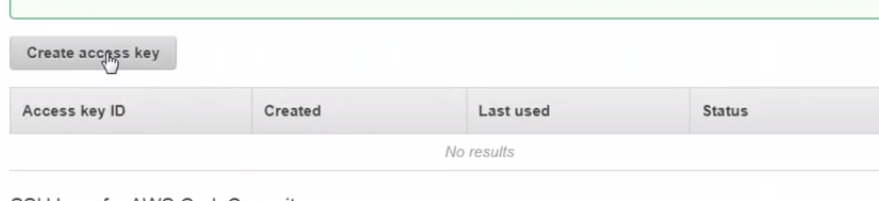 Create access key
Access key ID Created Last used Status
No results